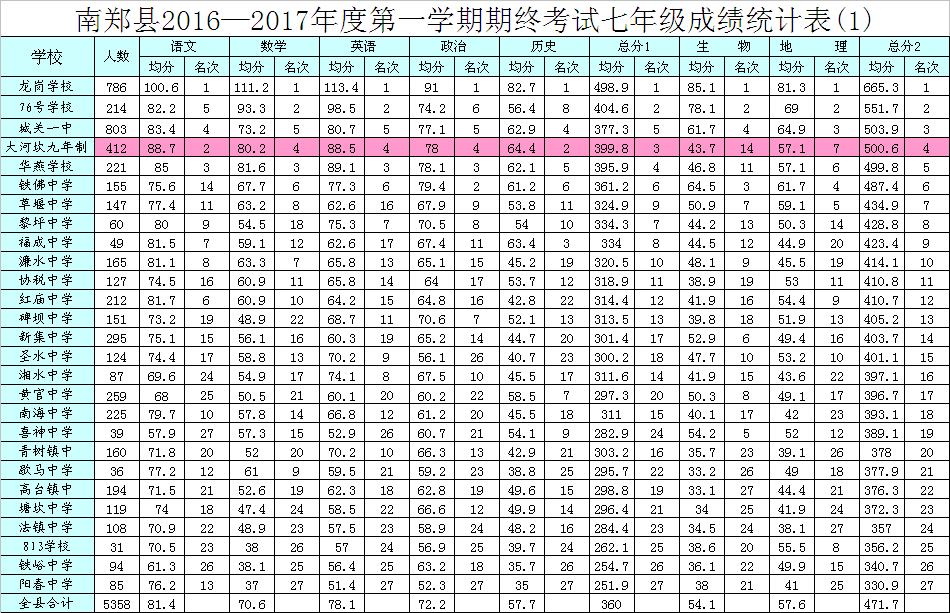 南郑县2016—2017年度第一学期期终考试七年级成绩统计表(1)
学校 人数 语文 数学 英语 政治 历史 总分1 生 物 地 理 总分2
均分 名次 均分 名次 均分 名次 均分 名次 均分 名次 均分 名次 均分 名次 均分 名次 均分 名次
龙岗学校 786 100.6 1 111.2 1 113.4 1 91 1 82.7 1 498.9 1 85.1 1 81.3 1 665.3 1
76号学校 214 82.2 5 93.3 2 98.5 2 74.2 6 56.4 8 404.6 2 78.1 2 69 2 551.7 2
城关一中 803 83.4 4 73.2 5 80.7 5 77.1 5 62.9 4 377.3 5 61.7 4 64.9 3 503.9 3
大河坎九年制 412 88.7 2 80.2 4 88.5 4 78 4 64.4 2 399.8 3 43.7 14 57.1 7 500.6 4
华燕学校 221 85 3 81.6 3 89.1 3 78.1 3 62.1 5 395.9 4 46.8 11 57.1 6 499.8 5
铁佛中学 155 75.6 14 67.7 6 77.3 6 79.4 2 61.2 6 361.2 6 64.5 3 61.7 4 487.4 6
草堰中学 147 77.4 11 63.2 8 62.6 16 67.9 9 53.8 11 324.9 9 50.9 7 59.1 5 434.9 7
黎坪中学 60 80 9 54.5 18 75.3 7 70.5 8 54 10 334.3 7 44.2 13 50.3 14 428.8 8
福成中学 49 81.5 7 59.1 12 62.6 17 67.4 11 63.4 3 334 8 44.5 12 44.9 20 423.4 9
濂水中学 165 81.1 8 63.3 7 65.8 13 65.1 15 45.2 19 320.5 10 48.1 9 45.5 19 414.1 10
协税中学 127 74.5 16 60.9 11 65.8 14 64 17 53.7 12 318.9 11 38.9 19 53 11 410.8 11
红庙中学 212 81.7 6 60.9 10 64.2 15 64.8 16 42.8 22 314.4 12 41.9 16 54.4 9 410.7 12
碑坝中学 151 73.2 19 48.9 22 68.7 11 70.6 7 52.1 13 313.5 13 39.8 18 51.9 13 405.2 13
新集中学 295 75.1 15 56.1 16 60.3 19 65.2 14 44.7 20 301.4 17 52.9 6 49.4 16 403.7 14
圣水中学 124 74.4 17 58.8 13 70.2 9 56.1 26 40.7 23 300.2 18 47.7 10 53.2 10 401.1 15
湘水中学 87 69.6 24 54.9 17 74.1 8 67.5 10 45.5 17 311.6 14 41.9 15 43.6 22 397.1 16
黄官中学 259 68 25 50.5 21 60.1 20 60.2 22 58.5 7 297.3 20 50.3 8 49.1 17 396.7 17
南海中学 225 79.7 10 57.8 14 66.8 12 61.2 20 45.5 18 311 15 40.1 17 42 23 393.1 18
喜神中学 39 57.9 27 57.3 15 52.9 26 60.7 21 54.1 9 282.9 24 54.2 5 52 12 389.1 19
青树镇中 160 71.8 20 52 20 70.2 10 66.3 13 42.9 21 303.2 16 35.7 23 39.1 26 378 20
歇马中学 36 77.2 12 61 9 59.5 21 59.2 23 38.8 25 295.7 22 33.2 26 49 18 377.9 21
高台镇中 194 71.5 21 52.6 19 62.3 18 62.8 19 49.6 15 298.8 19 33.1 27 44.4 21 376.3 22
塘坎中学 119 74 18 47.4 24 58.5 22 66.6 12 49.9 14 296.4 21 34 25 41.9 24 372.3 23
法镇中学 108 70.9 22 48.9 23 57.5 23 58.9 24 48.2 16 284.4 23 34.5 24 38.1 27 357 24
813学校 31 70.5 23 38 26 57 24 56.9 25 39.7 24 262.1 25 38.6 20 55.5 8 356.2 25
铁峪中学 94 61.3 26 38.1 25 56.4 25 63.2 18 35.7 26 254.7 26 36.1 22 49.9 15 340.7 26
阳春中学 85 76.2 13 37 27 51.4 27 52.3 27 35 27 251.9 27 38 21 41 25 330.9 27
全县合计 5358 81.4 70.6 78.1 72.2 57.7 360 54.1 57.6 471.7